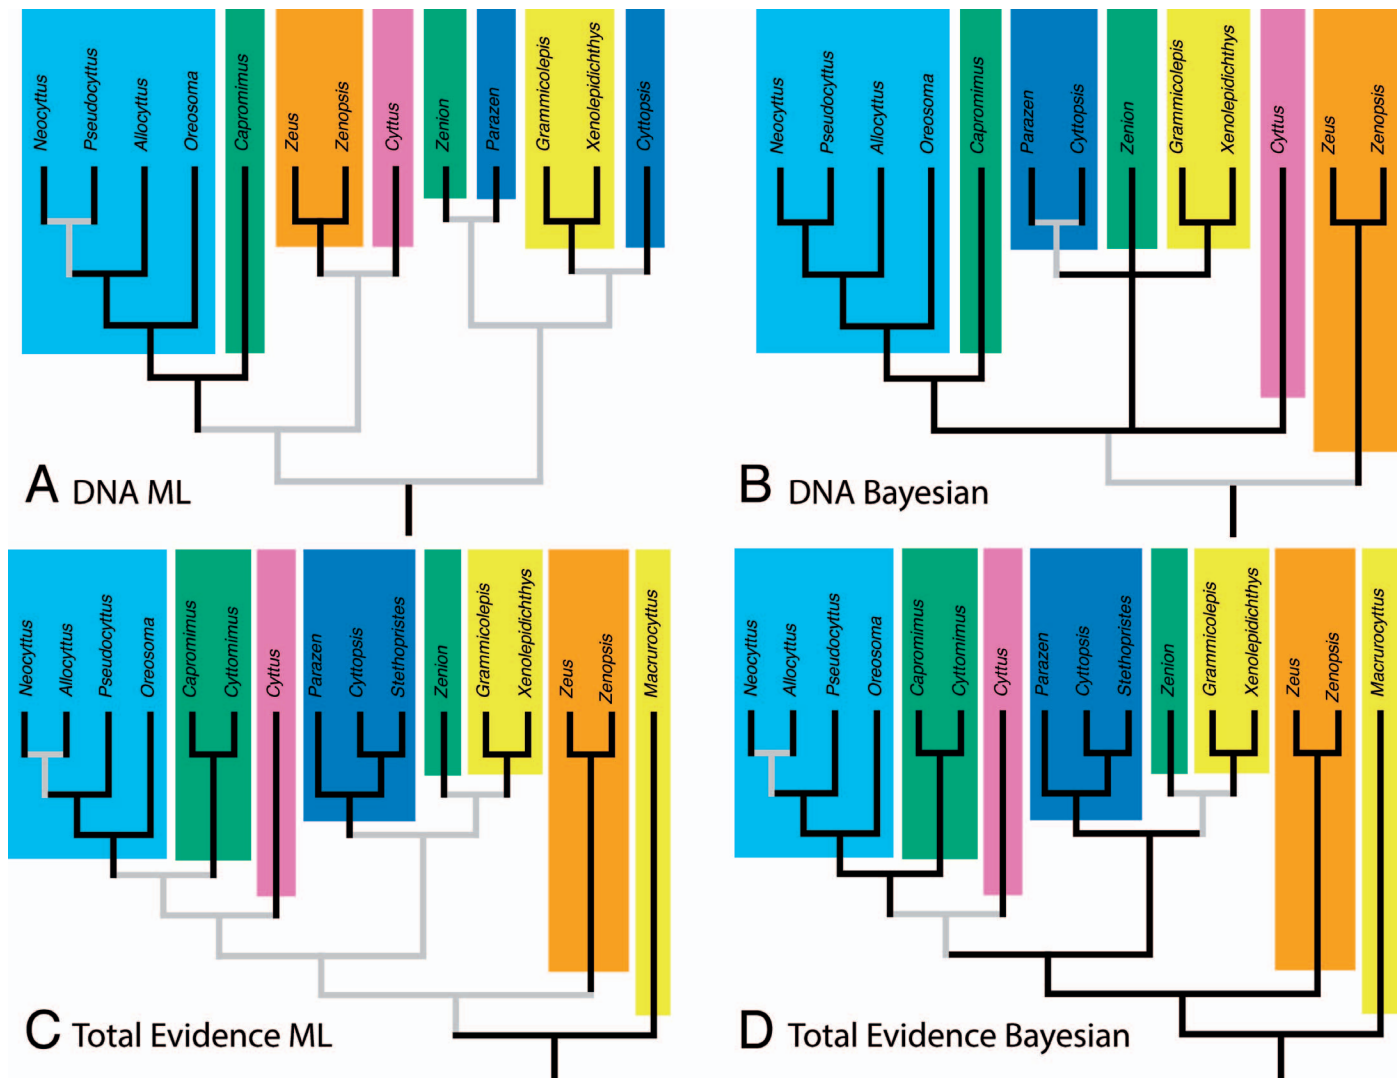 Neocyttus
Pseudocyttus
Allocyttus
Oreosoma
Capromimus
Zeus
Zenopsis
Cyttus
Zenion
Parazen
Grammicolepis
Xenolepidichthys
Cyttopsis
A DNA ML
Neocyttus
Pseudocyttus
Allocyttus
Oreosoma
Capromimus
Parazen
Cyttopsis
Zenion
Grammicolepis
Xenolepidichthys
Cyttus
Zeus
Zenopsis
B DNA Bayesian
Neocyttus
Allocyttus
Pseudocyttus
Oreosoma
Capromimus
Cyttomimus
Cyttus
Parazen
Cyttopsis
Stethopristes
Zenion
Grammicolepis
Xenolepidichthys
Zeus
Zenopsis
Macrurocyttus
C Total Evidence ML
Neocyttus
Allocyttus
Pseudocyttus
Oreosoma
Capromimus
Cyttomimus
Cyttus
Parazen
Cyttopsis
Stethopristes
Zenion
Grammicolepis
Xenolepidichthys
Zeus
Zenopsis
Macrurocyttus
D Total Evidence Bayesian